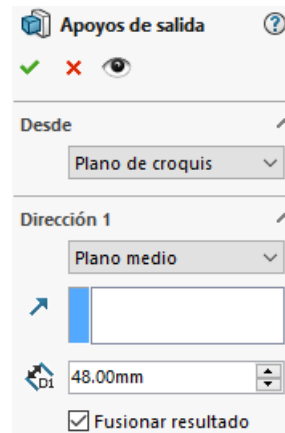 Apoyos de salida
Desde
Plano de croquis
Dirección 1
Plano medio
D1
48.00mm
Fusionar resultado